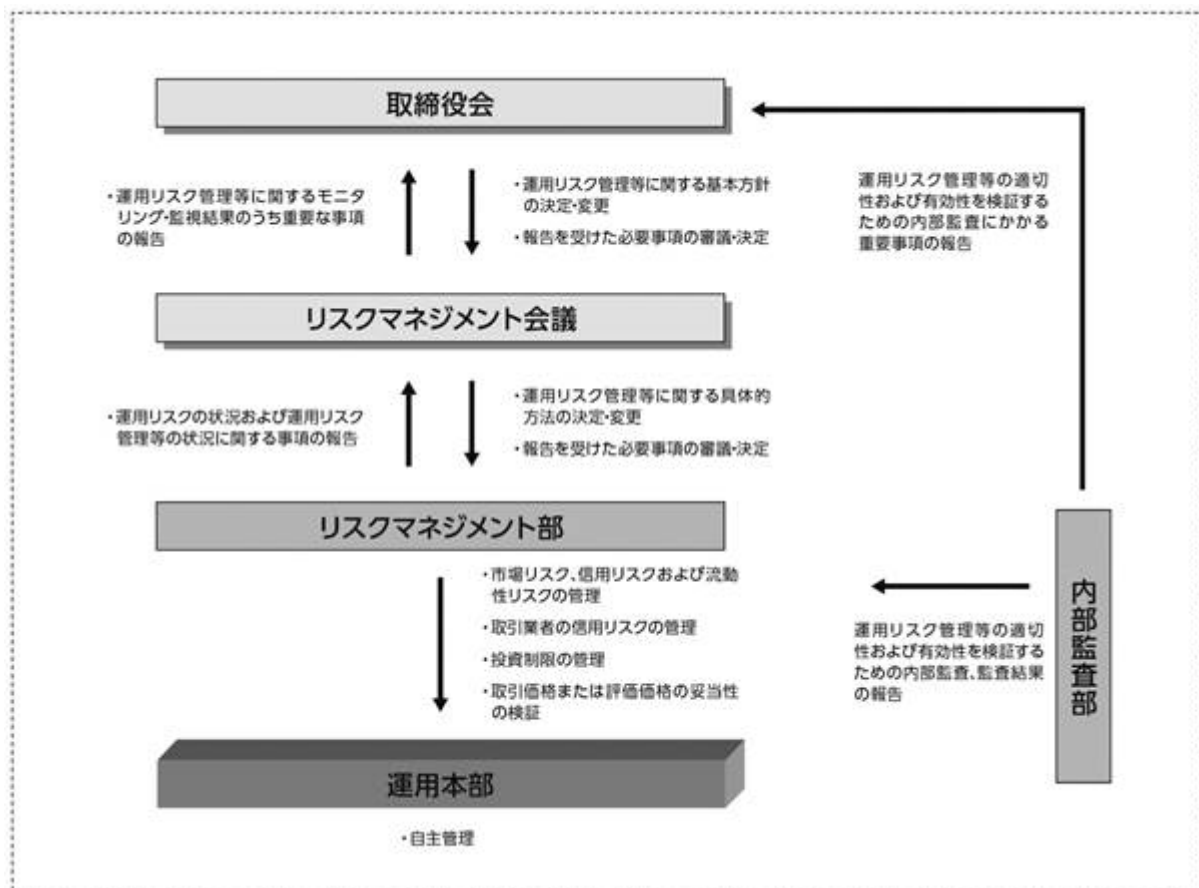 取締役会
・運用リスク管理等に関するモニタ
リング・監視結果のうち重要な事項
の報告
・運用リスク管理等に関する基本方針
の決定・変更
・報告を受けた必要事項の審議・決定
運用リスク管理等の適切
性および有効性を検証する
ための内部監査にかかる
重要事項の報告
リスクマネジメント会議
・運用リスクの状況および運用リスク
管理等の状況に関する事項の報告
・運用リスク管理等に関する具体的
方法の決定・変更
・報告を受けた必要事項の審議・決定
リスクマネジメント部
・市場リスク、信用リスクおよび流動
性リスクの管理
・取引業者の信用リスクの管理
・投資制限の管理
・取引価格または評価価格の妥当性
の検証
運用リスク管理等の適切
性および有効性を検証する
ための内部監査、監査結果
の報告
内部監査部
運用本部
・自主管理